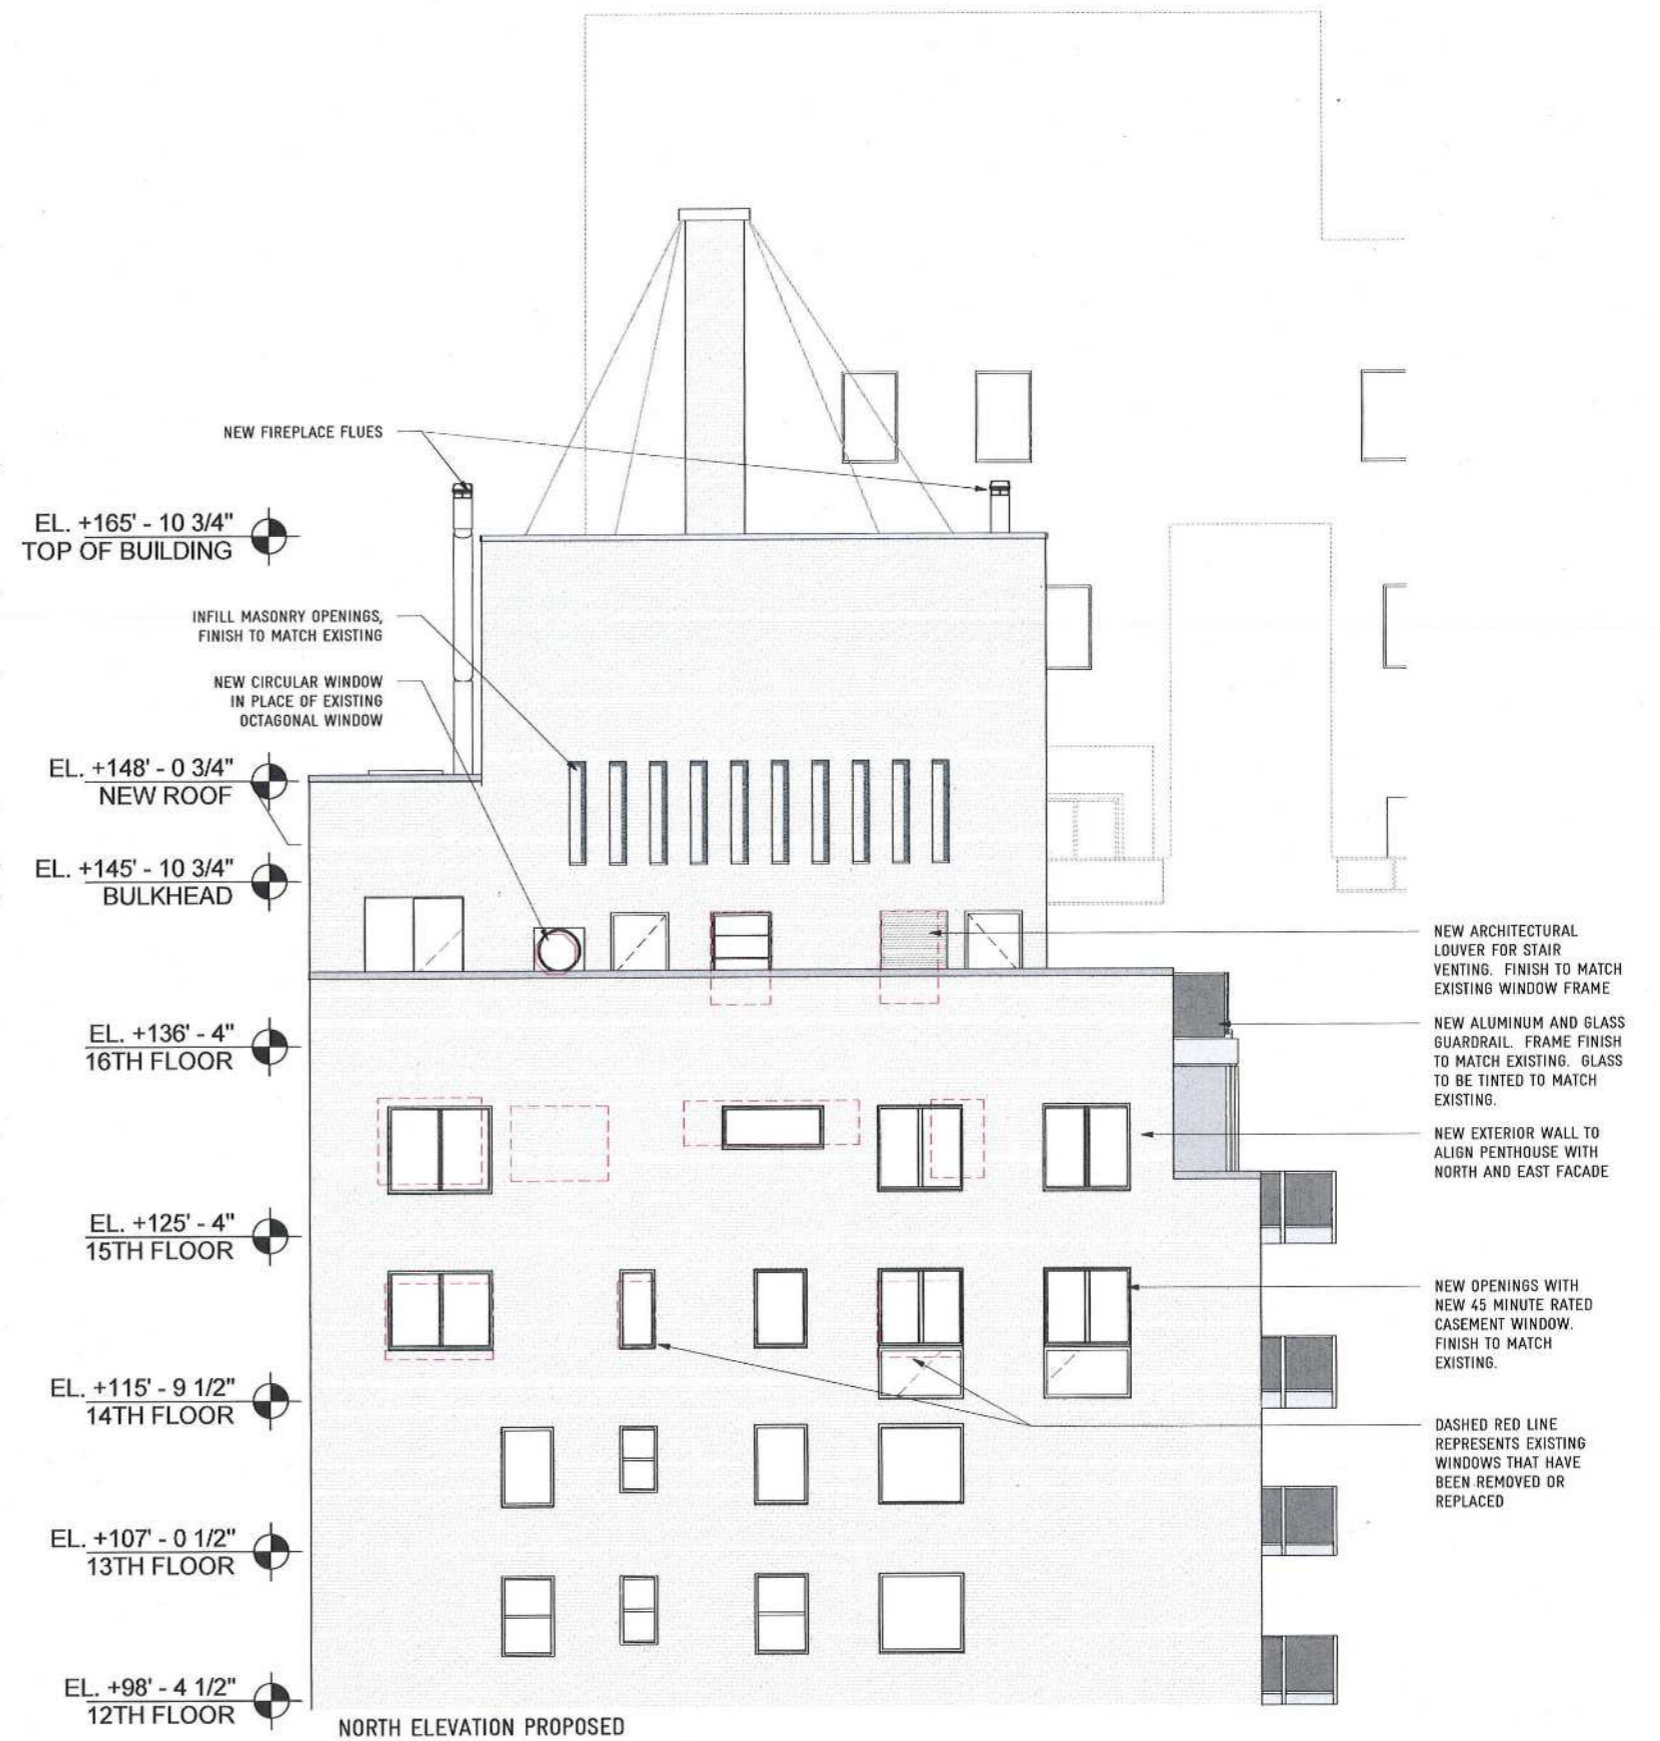 NEW FIREPLACE FLUES
EL. +165' - 10 3/4"
TOP OF BUILDING
INFILL MASONRY OPENINGS,
FINISH TO MATCH EXISTING
NEW CIRCULAR WINDOW
IN PLACE OF EXISTING
OCTAGONAL WINDOW
EL. +148' - 0 3/4"
NEW ROOF
EL. +145' - 10 3/4"
BULKHEAD
EL. +136' - 4"
16TH FLOOR
EL. +125' - 4"
15TH FLOOR
EL. +115' - 9 1/2"
14TH FLOOR
EL. +107' - 0 1/2"
13TH FLOOR
EL. +98' - 4 1/2"
12TH FLOOR
NEW ARCHITECTURAL
LOUVER FOR STAIR
VENTING. FINISH TO MATCH
EXISTING WINDOW FRAME
NEW ALUMINUM AND GLASS
GUARDRAIL. FRAME FINISH
TO MATCH EXISTING. GLASS
TO BE TINTED TO MATCH
EXISTING.
NEW EXTERIOR WALL TO
ALIGN PENTHOUSE WITH
NORTH AND EAST FACADE
NEW OPENINGS WITH
NEW 45 MINUTE RATED
CASEMENT WINDOW.
FINISH TO MATCH
EXISTING.
DASHED RED LINE
REPRESENTS EXISTING
WINDOWS THAT HAVE
BEEN REMOVED OR
REPLACED
NORTH ELEVATION PROPOSED